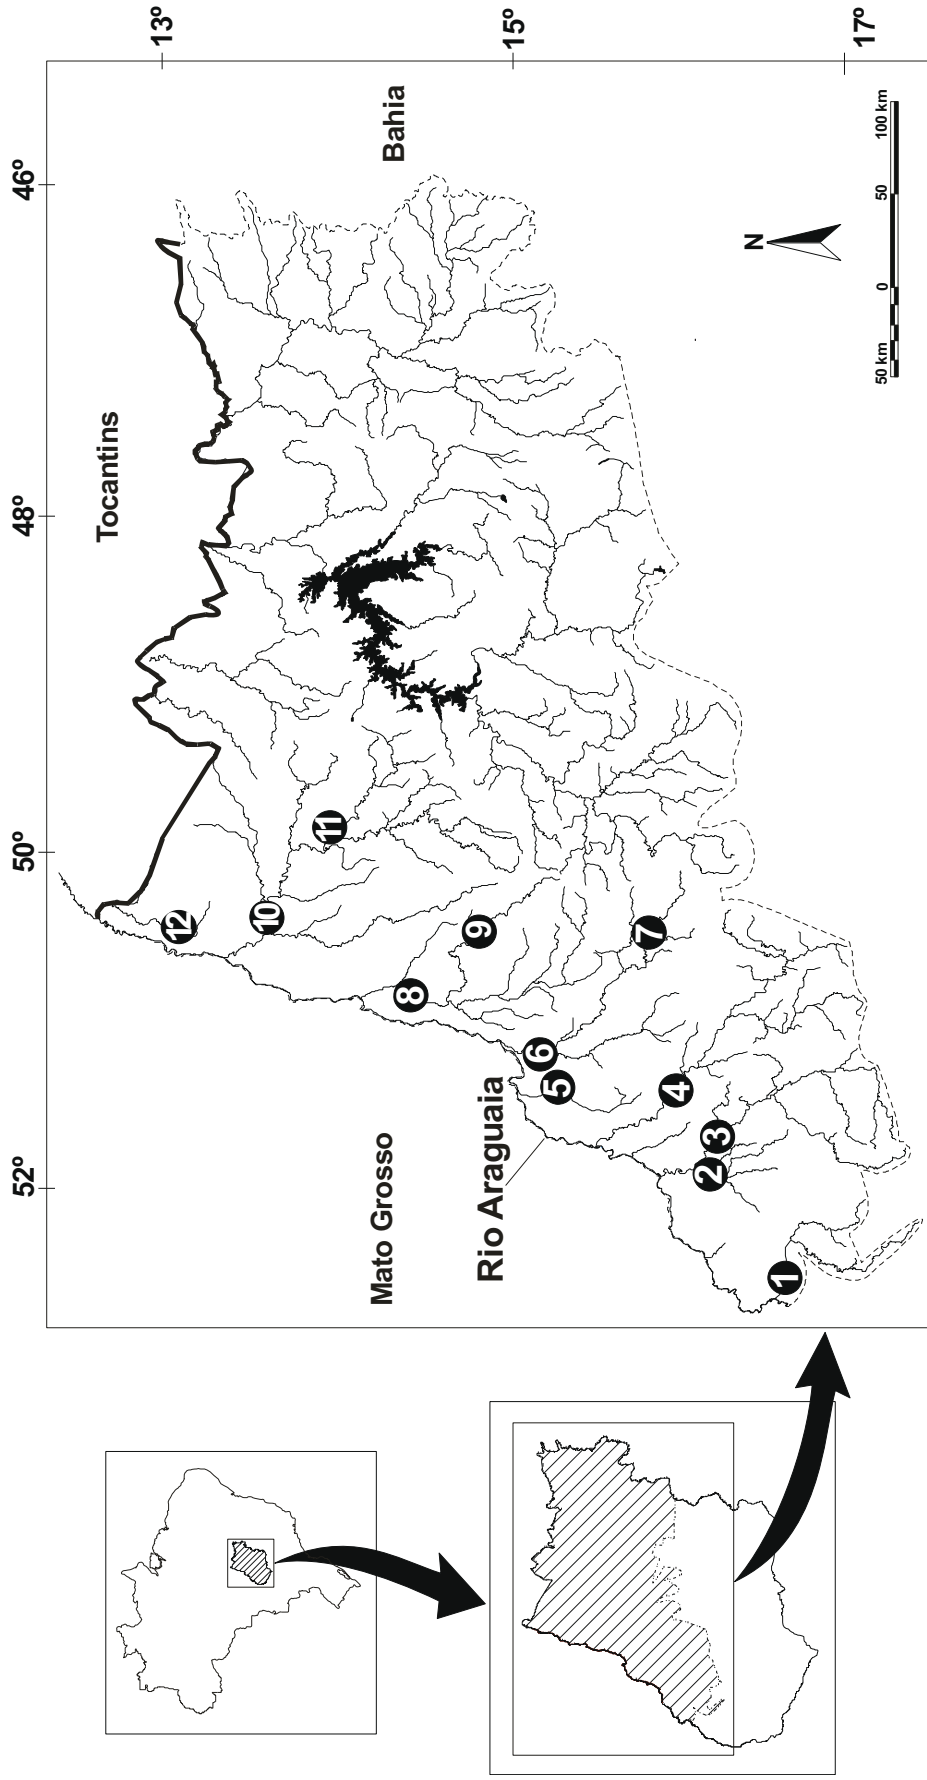 52º
50º
48º
46º
13º
15º
17º
Tocantins
Bahia
Mato Grosso
Rio Araguaia
12
10
11
8
9
6
5
7
4
3
2
1
N
50 km
0
50
100 km